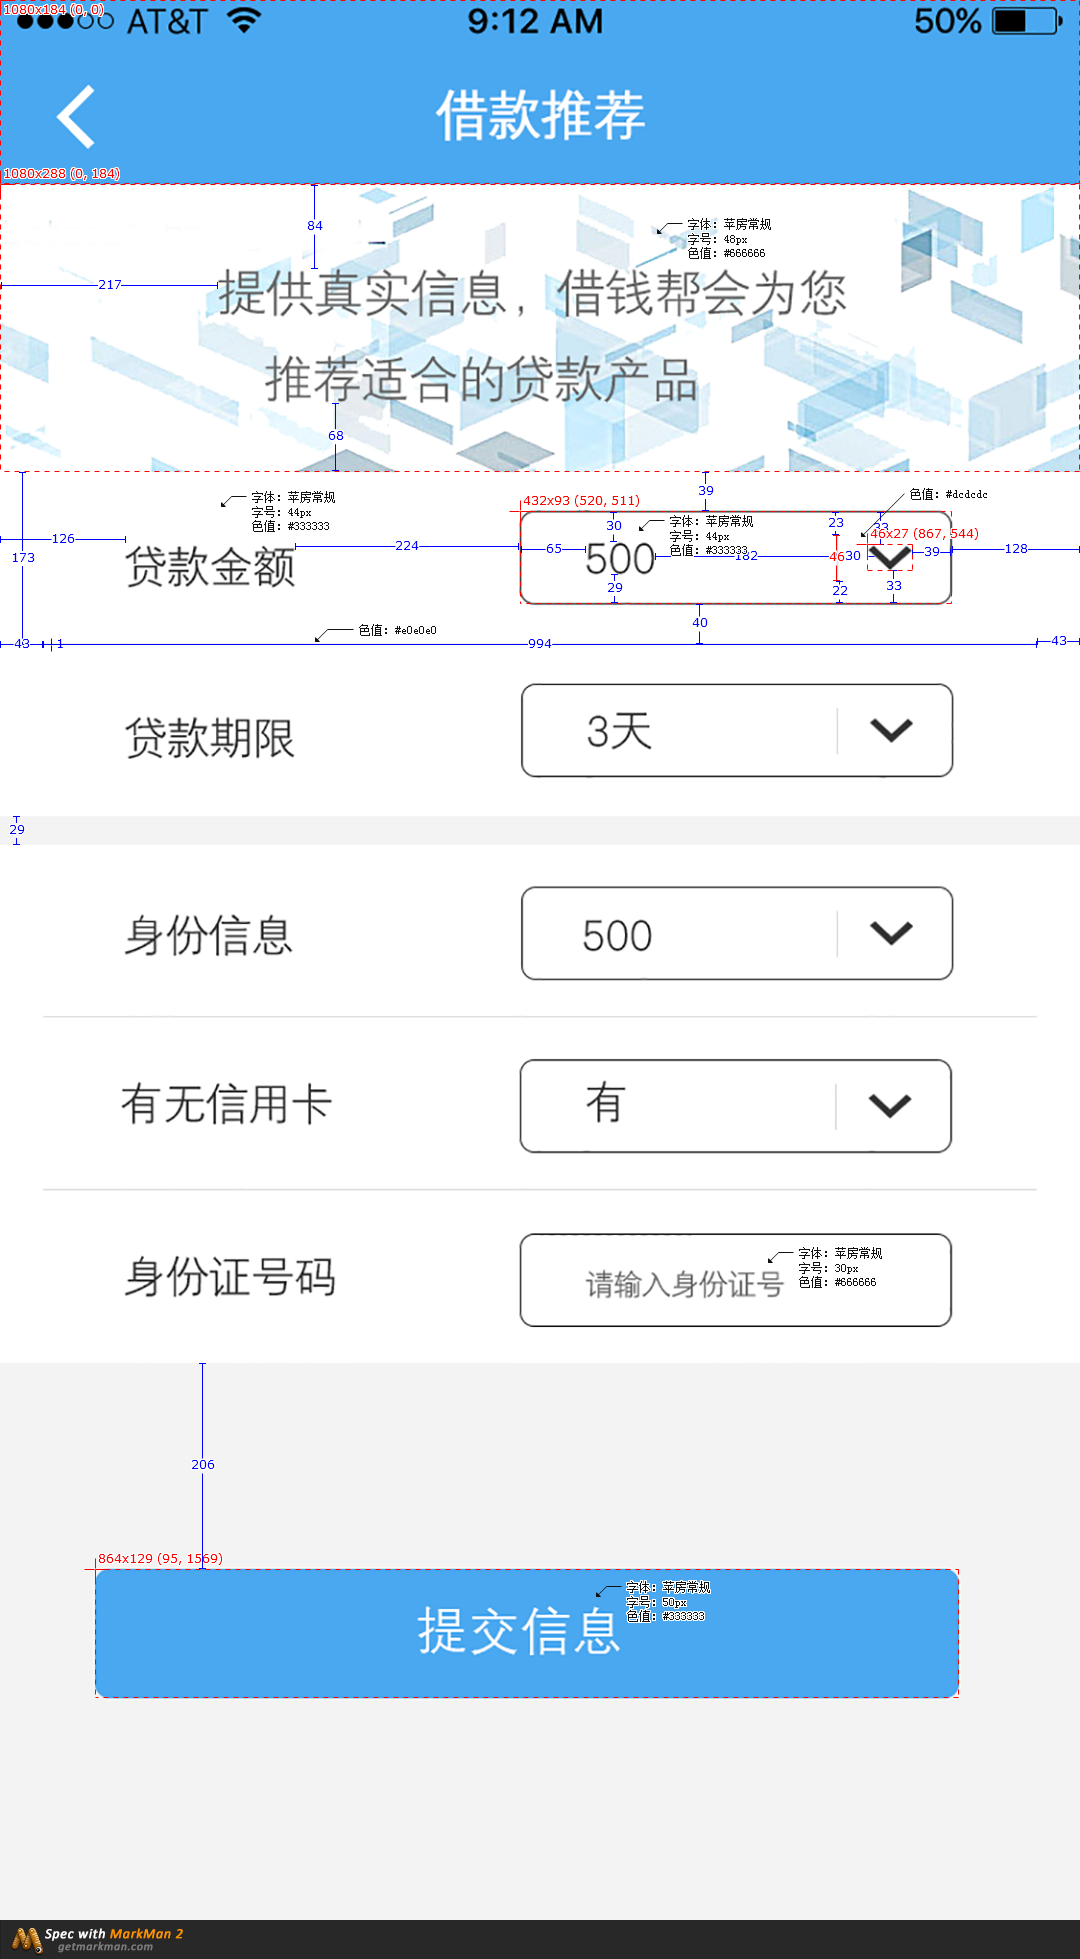 1080x184 (0, 0)
AT&T 9:12 AM 50%
借款推荐
1080x288 (0, 184)
84
字体: 苹房常规
字号: 48px
色值: #666666
217
提供真实信息，借钱帮会为您
推荐适合的贷款产品
68
39
432x93 (520, 511)
字体: 苹房常规
字号: 44px
色值: #333333
色值: #dcdcdc
30
字体: 苹房常规
字号: 44px
色值: #333333
23
33
46x27 (867, 544)
126
173
贷款金额
224
65
500
182
46
30
39
128
29
22
33
40
色值: #e0e0e0
43
1
994
43
贷款期限 3天
29
身份信息 500
有无信用卡 有
身份证号码 请输入身份证号
字体: 苹房常规
字号: 30px
色值: #666666
206
864x129 (95, 1569)
字体: 苹房常规
字号: 50px
色值: #333333
提交信息
Spec with MarkMan 2
getmarkman.com